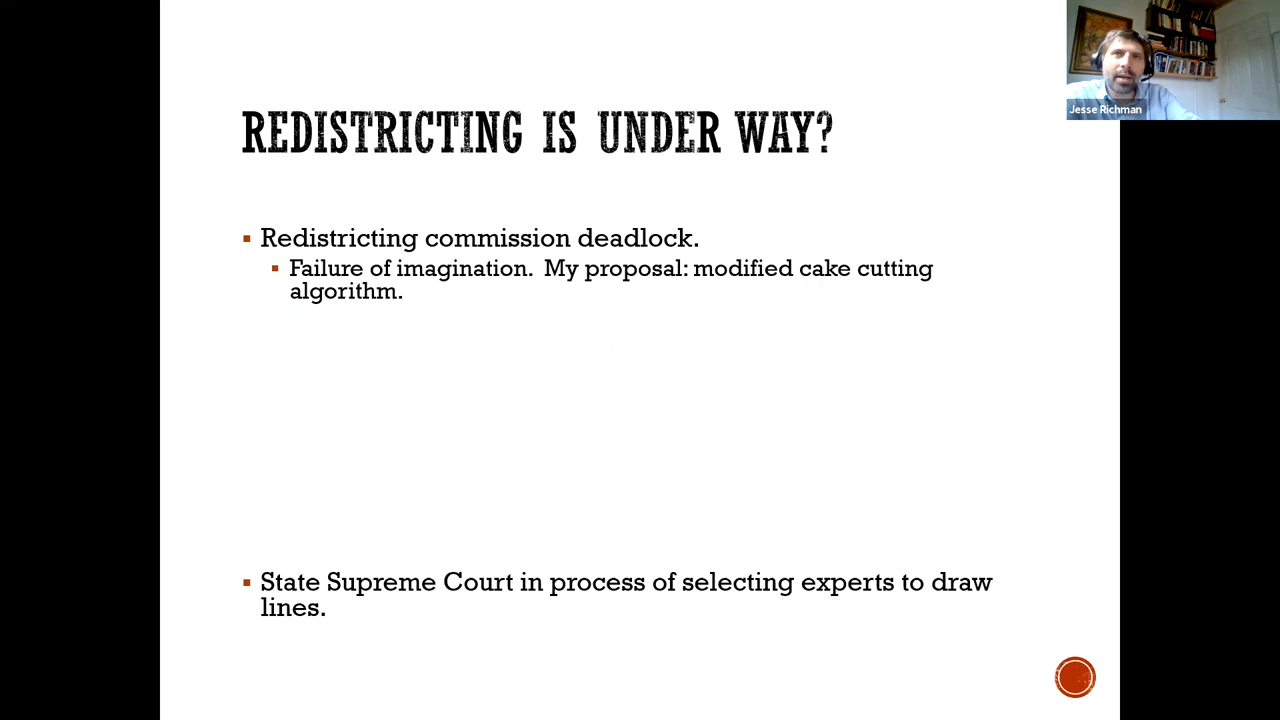 Jesse Richman
REDISTRICTING IS UNDER WAY?
Redistricting commission deadlock.
Failure of imagination.  My proposal: modified cake cutting
algorithm.
State Supreme Court in process of selecting experts to draw
lines.